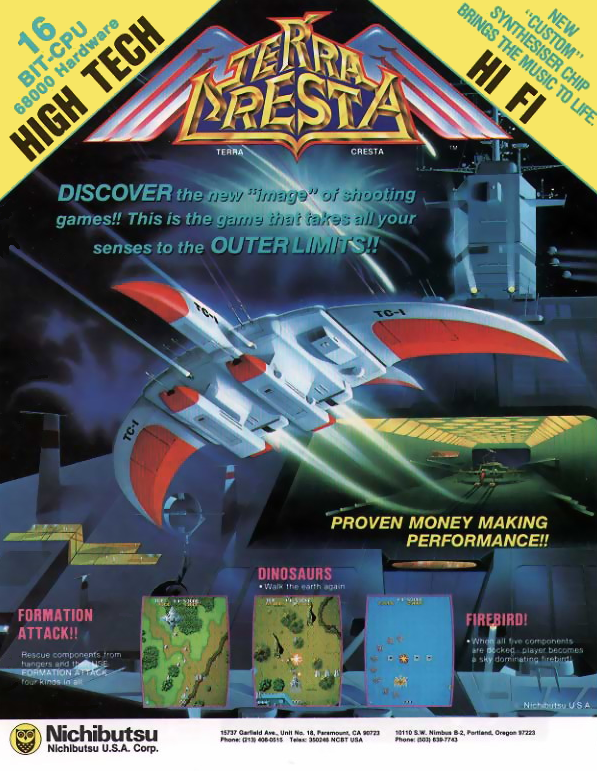 16
BIT-CPU
68000 Hardware
HIGH TECH
NEW
"CUSTOM"
SYNTHESISER CHIP
BRINGS THE MUSIC TO LIFE
HI FI
TERRA
CRESTA
TERRA CRESTA
TM
DISCOVER the new "image" of shooting
games!! This is the game that takes all your
senses to the OUTER LIMITS!!
TC-1
TC-1
TC-1
PROVEN MONEY MAKING
PERFORMANCE!!
DINOSAURS
• Walk the earth again
FORMATION
ATTACK!!
Rescue components from
hangers and the USE
FORMATION ATTACK
four kinds in all
FIREBIRD!
• When all five components
are docked - player becomes
a sky dominating firebird!
Nichibutsu U.S.A.
Nichibutsu
Nichibutsu U.S.A. Corp.
15737 Garfield Ave., Unit No. 18, Paramount, CA 90723
Phone: (213) 408-0515 Telex: 350246 NCBT USA
10110 S.W. Nimbus B-2, Portland, Oregon 97223
Phone: (503) 639-7743